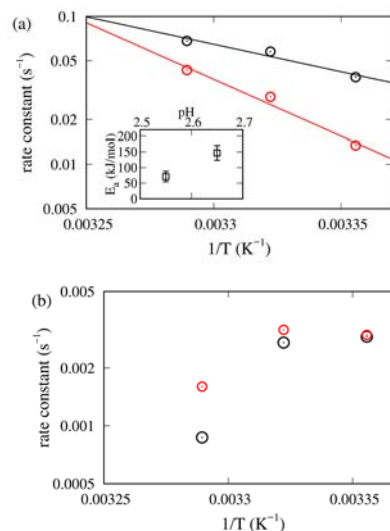 (a)
0.1
0.05
0.01
0.005
rate constant (s⁻¹)
pH
2.5 2.6 2.7
200
150
100
50
0
Eₐ (kJ/mol)
0.00325 0.0033 0.00335
1/T (K⁻¹)
(b)
0.005
0.002
0.001
0.0005
rate constant (s⁻¹)
0.00325 0.0033 0.00335
1/T (K⁻¹)